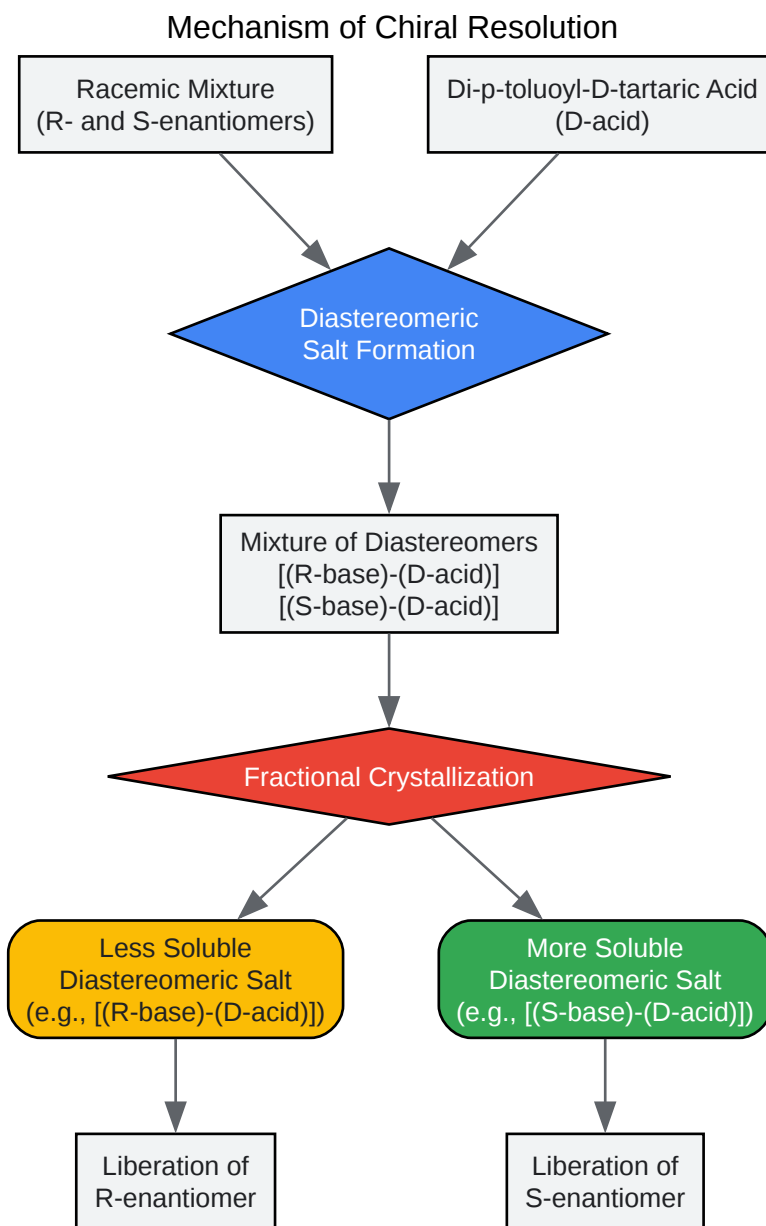 Mechanism of Chiral Resolution
Racemic Mixture
(R- and S-enantiomers)
Di-p-toluoyl-D-tartaric Acid
(D-acid)
Diastereomeric
Salt Formation
Mixture of Diastereomers
[(R-base)-(D-acid)]
[(S-base)-(D-acid)]
Fractional Crystallization
Less Soluble
Diastereomeric Salt
(e.g., [(R-base)-(D-acid)])
More Soluble
Diastereomeric Salt
(e.g., [(S-base)-(D-acid)])
Liberation of
R-enantiomer
Liberation of
S-enantiomer